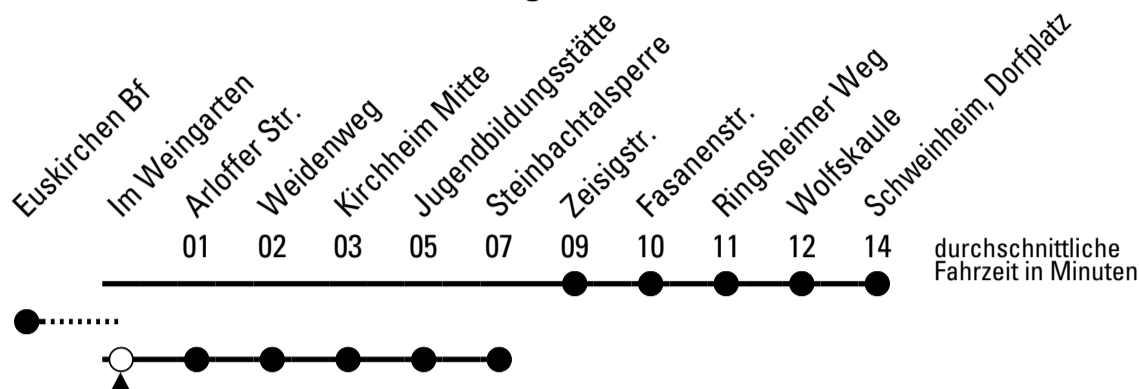 Euskirchen Bf
Im Weingarten
Arloffer Str.
Weidenweg
Kirchheim Mitte
Jugendbildungsstätte
Steinbachtalsperre
Zeisigstr.
Fasanenstr.
Ringsheimer Weg
Wolfskaule
Schweinheim, Dorfplatz
01 02 03 05 07 09 10 11 12 14
durchschnittliche
Fahrzeit in Minuten